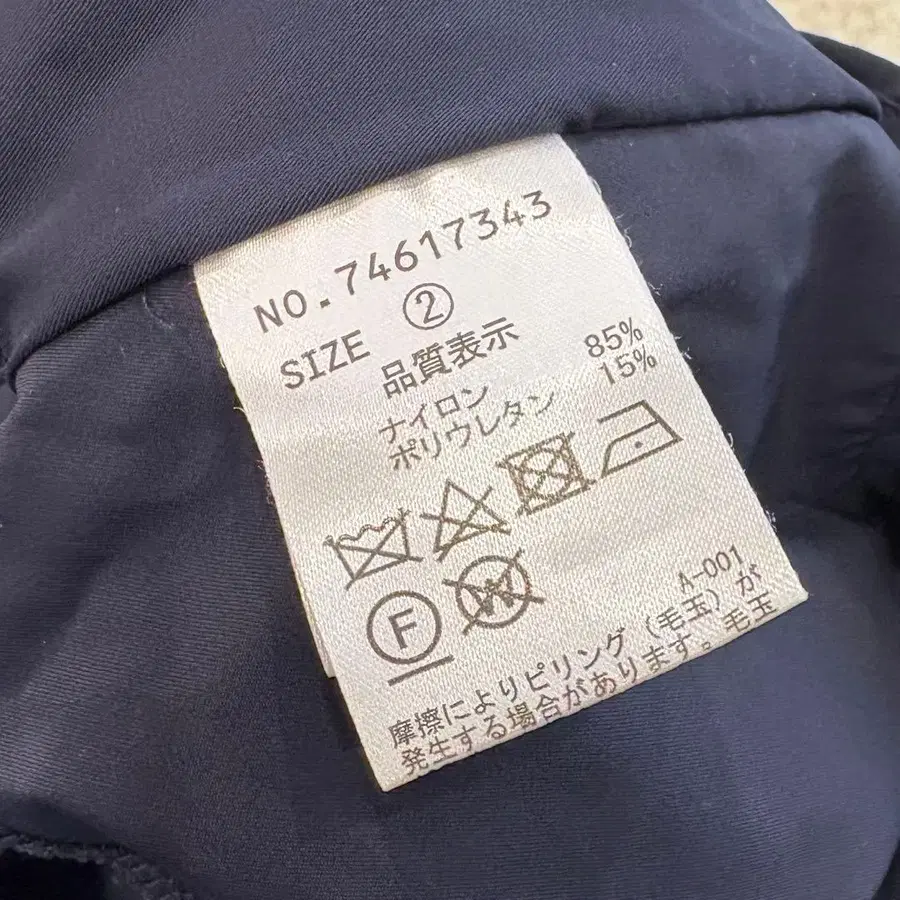 NO.74617343
SIZE ②
品質表示
ナイロン 85%
ポリウレタン 15%
F W
A-001
摩擦によりピリング(毛玉)が
発生する場合があります。毛玉